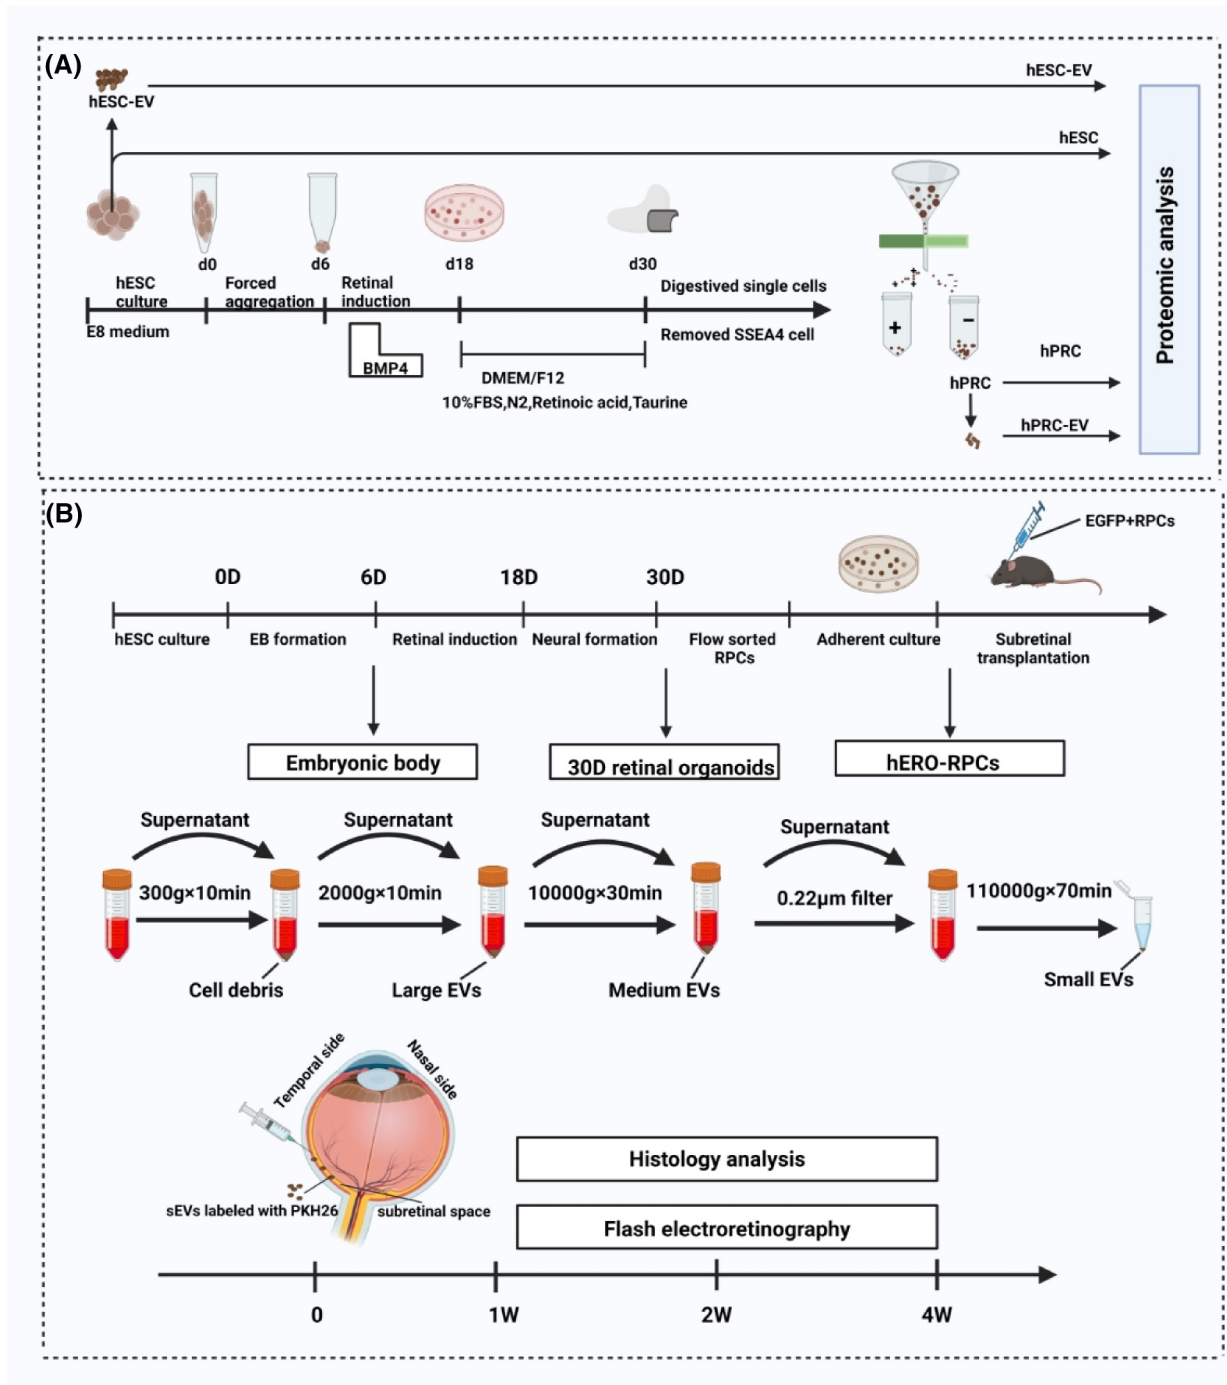 (A)
hESC-EV
hESC-EV
hESC
d0
d6
d18
d30
hESC
culture
Forced
aggregation
Retinal
induction
Digestived single cells
E8 medium
BMP4
Removed SSEA4 cell
DMEM/F12
10%FBS,N2,Retinoic acid,Taurine
+
−
hPRC
hPRC
hPRC-EV
Proteomic analysis
(B)
EGFP+RPCs
0D
6D
18D
30D
hESC culture
EB formation
Retinal induction
Neural formation
Flow sorted
RPCs
Adherent culture
Subretinal
transplantation
Embryonic body
30D retinal organoids
hERO-RPCs
Supernatant
Supernatant
Supernatant
Supernatant
300g×10min
2000g×10min
10000g×30min
0.22μm filter
110000g×70min
Cell debris
Large EVs
Medium EVs
Small EVs
Temporal side
Nasal side
sEVs labeled with PKH26
subretinal space
Histology analysis
Flash electroretinography
0
1W
2W
4W